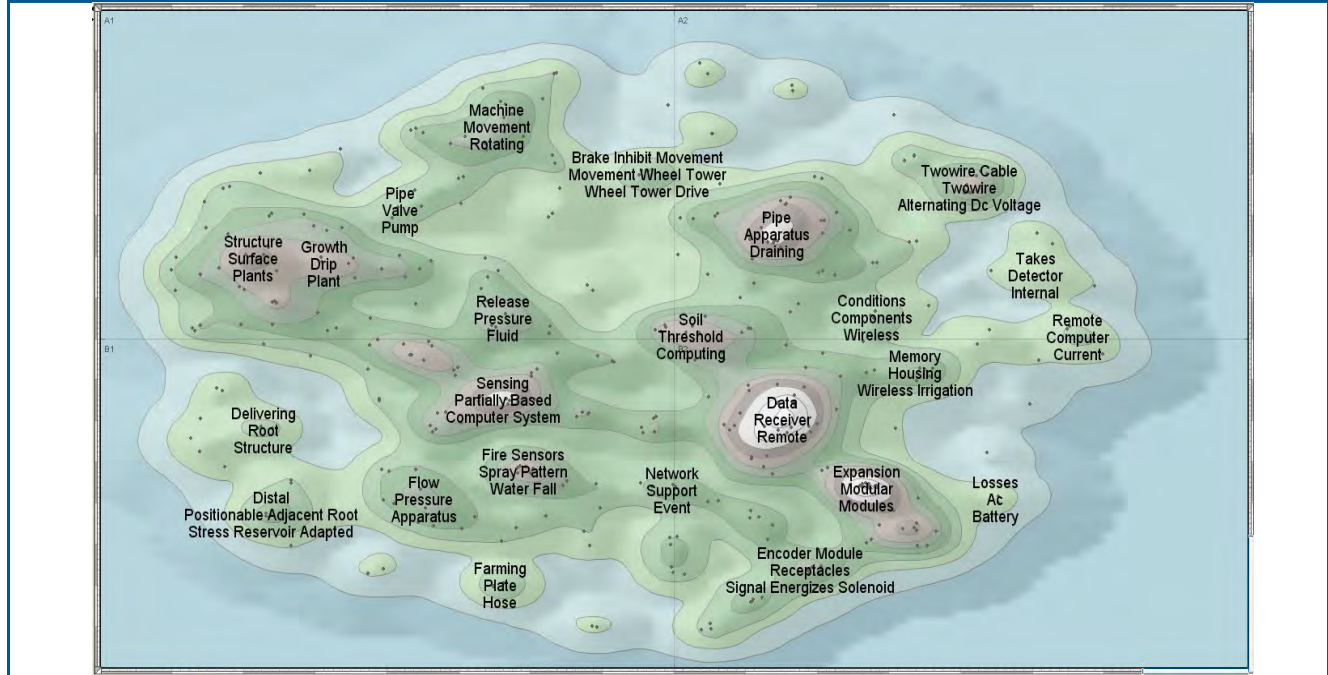 A1
A2
Machine
Movement
Rotating
Brake Inhibit Movement
Movement Wheel Tower
Wheel Tower Drive
Twowire Cable
Twowire
Alternating Dc Voltage
Pipe
Valve
Pump
Pipe
Apparatus
Draining
Structure
Surface
Plants
Growth
Drip
Plant
Takes
Detector
Internal
Release
Pressure
Fluid
Soil
Threshold
Computing
Conditions
Components
Wireless
Remote
Computer
Current
B1
Memory
Housing
Wireless Irrigation
Sensing
Partially Based
Computer System
Data
Receiver
Remote
Delivering
Root
Structure
Fire Sensors
Spray Pattern
Water Fall
Flow
Pressure
Apparatus
Network
Support
Event
Expansion
Modular
Modules
Losses
Ac
Battery
Distal
Positionable Adjacent Root
Stress Reservoir Adapted
Encoder Module
Receptacles
Signal Energizes Solenoid
Farming
Plate
Hose